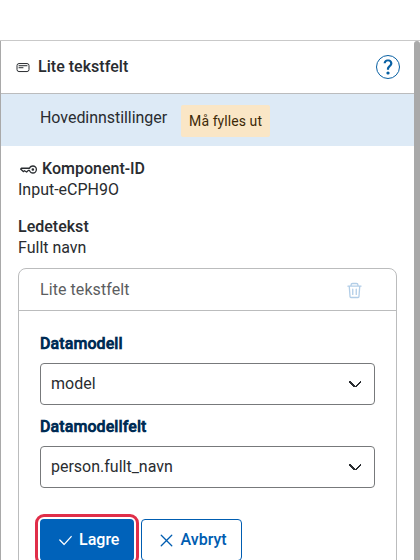 Lite tekstfelt
?
Hovedinnstillinger Må fylles ut
Komponent-ID
Input-eCPH9O
Ledetekst
Fullt navn
Lite tekstfelt
Datamodell
model
Datamodellfelt
person.fullt_navn
Lagre Avbryt